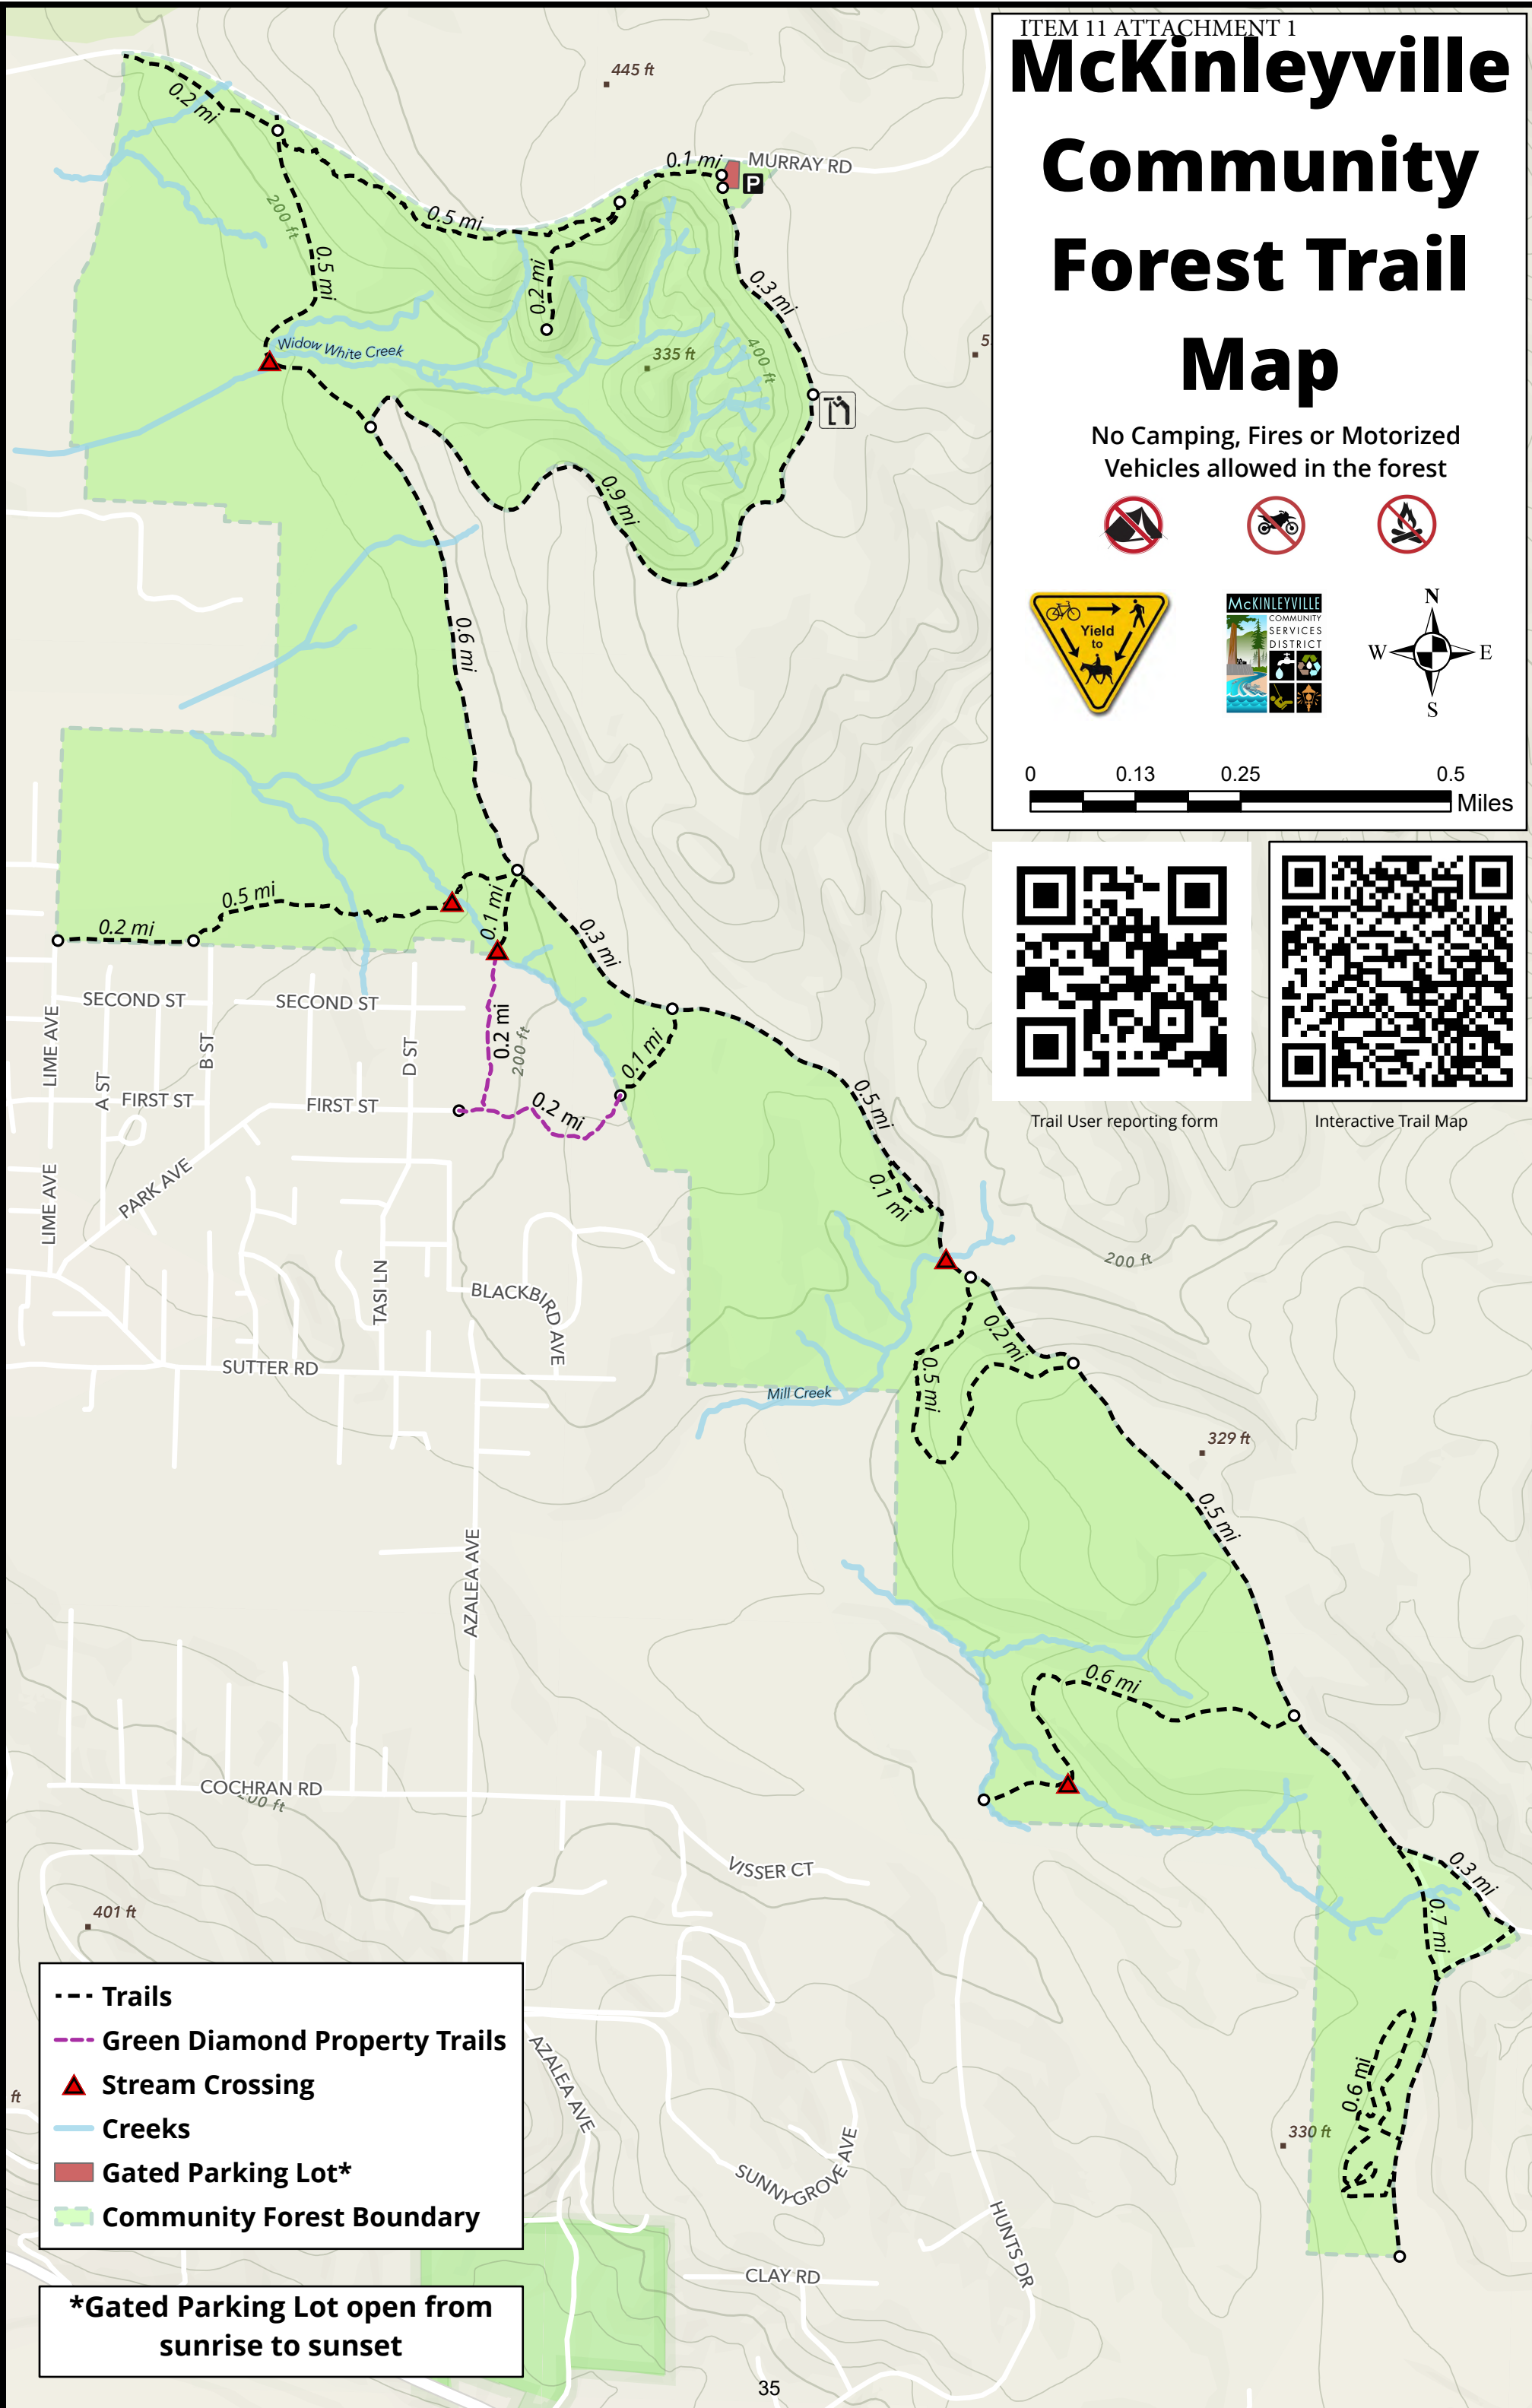 ITEM 11 ATTACHMENT 1
McKinleyville
Community
Forest Trail
Map
No Camping, Fires or Motorized
Vehicles allowed in the forest
Yield
to
McKINLEYVILLE
COMMUNITY
SERVICES
DISTRICT
N
W
E
S
0
0.13
0.25
0.5
Miles
Trail User reporting form
Interactive Trail Map
445 ft
0.2 mi
0.1 mi
MURRAY RD
P
0.5 mi
200 ft
0.5 mi
0.2 mi
0.3 mi
Widow White Creek
335 ft
400 ft
5
0.9 mi
0.6 mi
0.5 mi
0.2 mi
0.1 mi
0.3 mi
SECOND ST
SECOND ST
LIME AVE
B ST
D ST
0.2 mi
200 ft
0.1 mi
A ST
FIRST ST
FIRST ST
0.2 mi
0.5 mi
LIME AVE
PARK AVE
0.1 mi
200 ft
TASI LN
BLACKBIRD AVE
SUTTER RD
0.2 mi
0.5 mi
Mill Creek
329 ft
0.5 mi
AZALEA AVE
0.6 mi
COCHRAN RD
200 ft
VISSER CT
0.3 mi
401 ft
0.7 mi
Trails
Green Diamond Property Trails
Stream Crossing
Creeks
Gated Parking Lot*
Community Forest Boundary
ft
AZALEA AVE
0.6 mi
330 ft
SUNNYGROVE AVE
HUNTS DR
CLAY RD
*Gated Parking Lot open from
sunrise to sunset
35